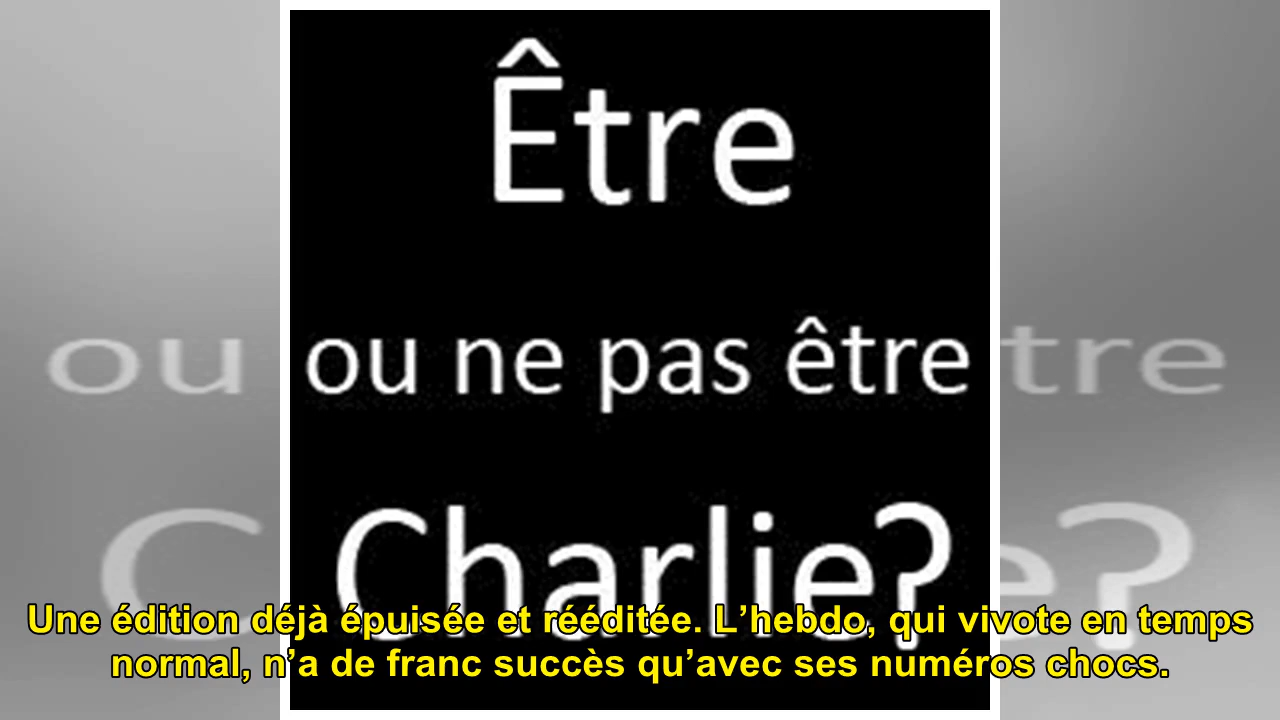 Être
ou ne pas être
Charlie?
Une édition déjà épuisée et rééditée. L’hebdo, qui vivote en temps
normal, n’a de franc succès qu’avec ses numéros chocs.